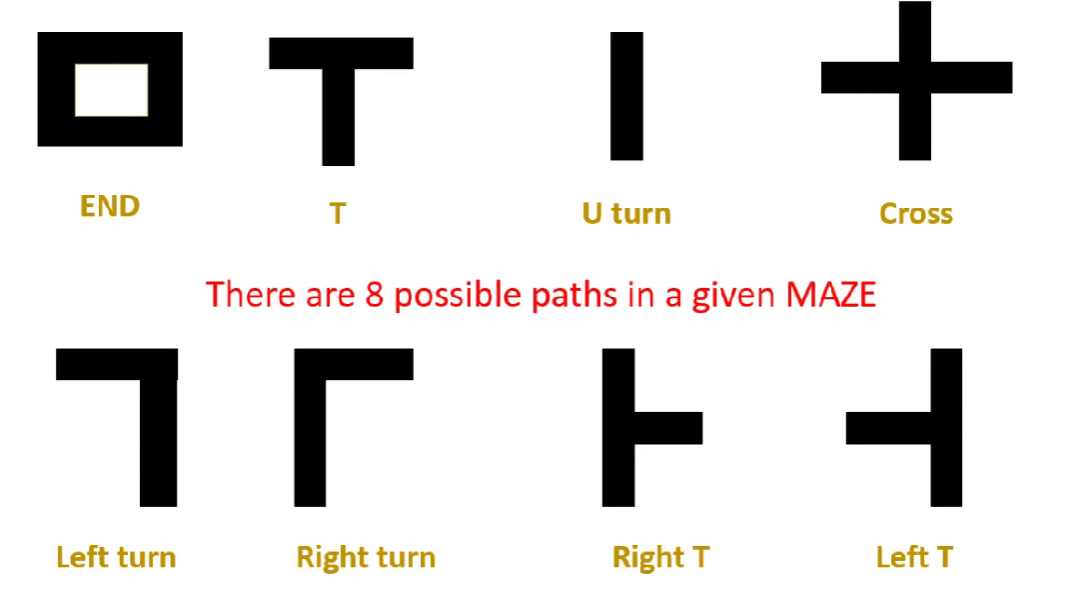 END
T
U turn
Cross
There are 8 possible paths in a given MAZE
Left turn
Right turn
Right T
Left T